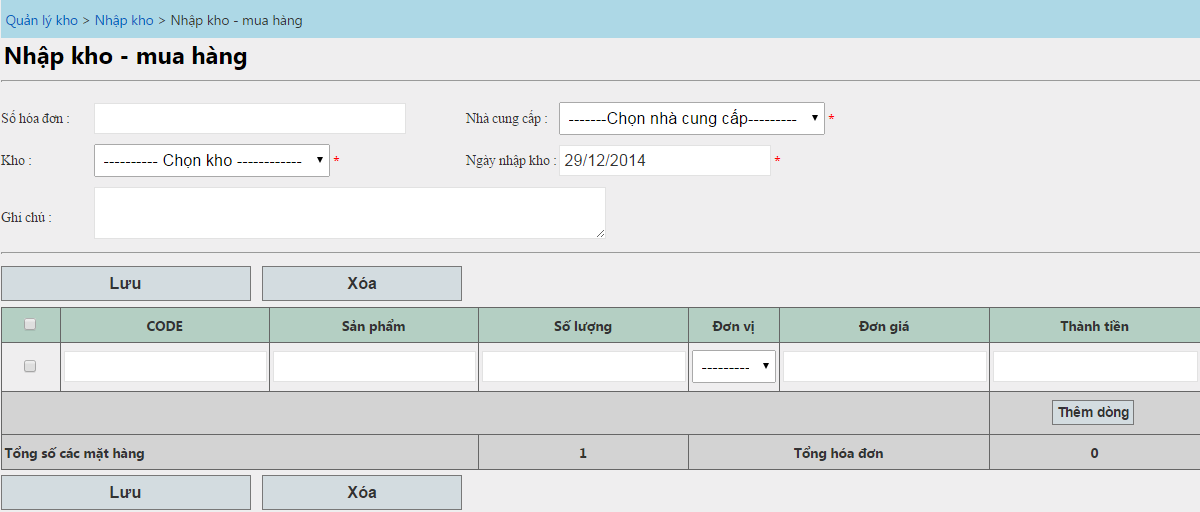 Quản lý kho > Nhập kho > Nhập kho - mua hàng
Nhập kho - mua hàng
Số hóa đơn :
Nhà cung cấp : -------Chọn nhà cung cấp--------- *
Kho : ---------- Chọn kho ------------ *
Ngày nhập kho : 29/12/2014 *
Ghi chú :
Lưu Xóa
CODE Sản phẩm Số lượng Đơn vị Đơn giá Thành tiền
---------
Thêm dòng
Tổng số các mặt hàng 1 Tổng hóa đơn 0
Lưu Xóa